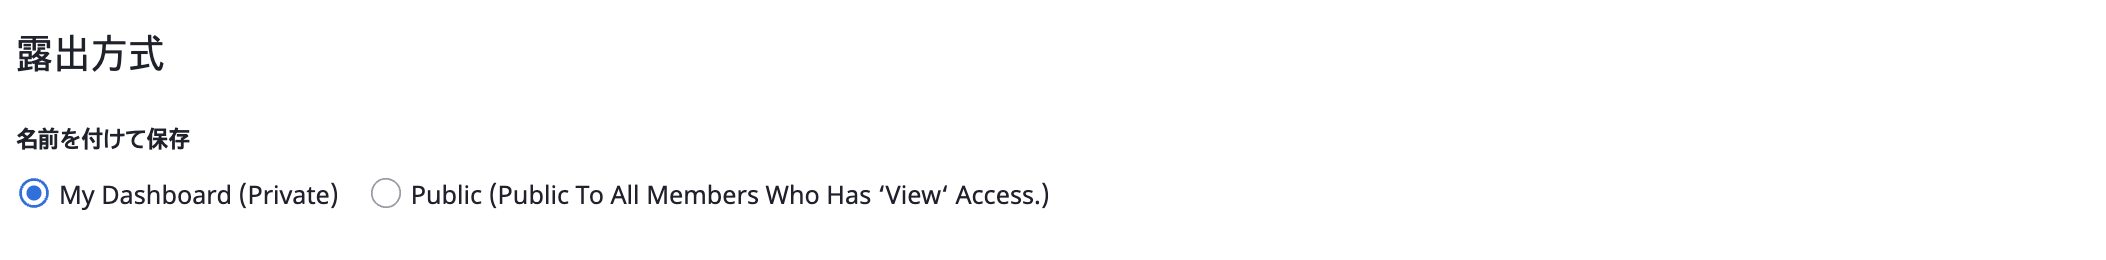 露出方式
名前を付けて保存
My Dashboard (Private) Public (Public To All Members Who Has ‘View‘ Access.)